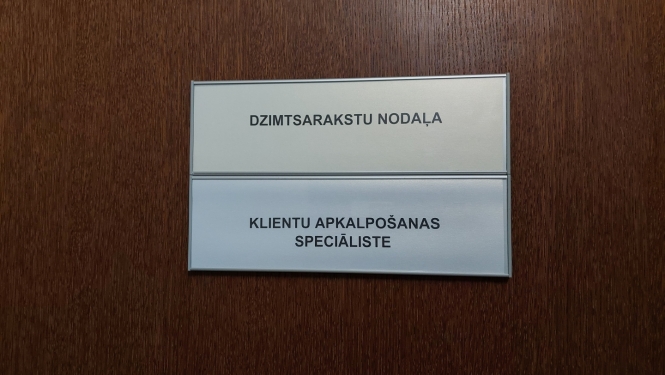 DZIMTSARAKSTU NODAĻA
KLIENTU APKALPOŠANAS
SPECIĀLISTE